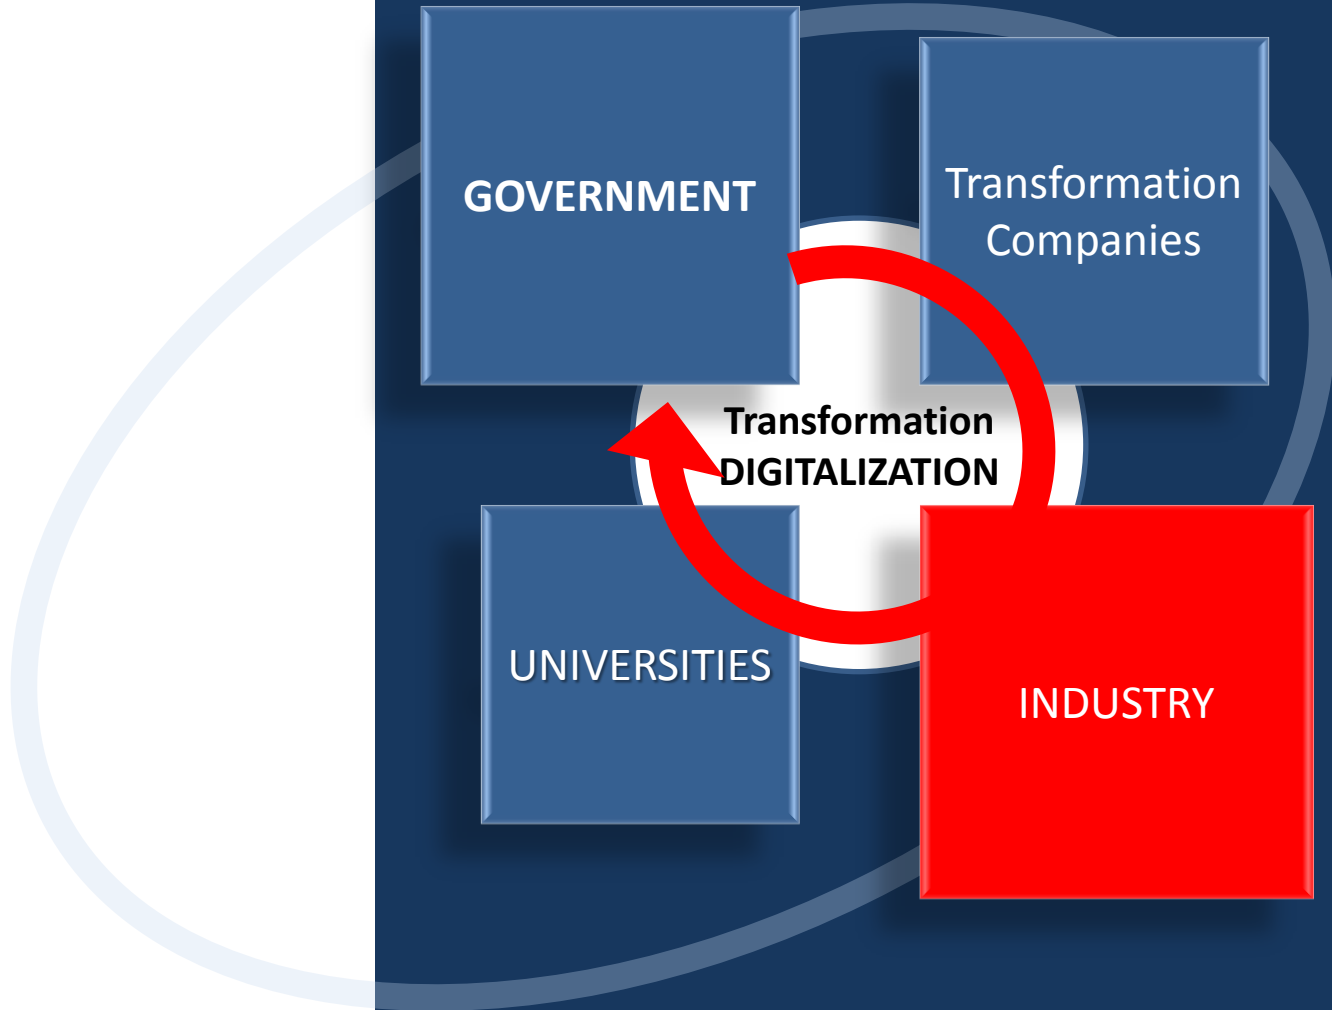 GOVERNMENT
Transformation
Companies
Transformation
DIGITALIZATION
UNIVERSITIES
INDUSTRY